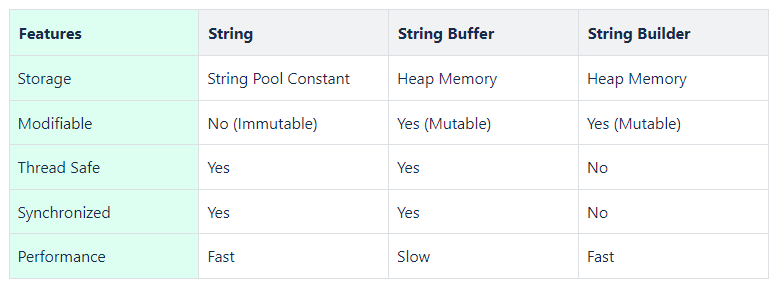 Features String String Buffer String Builder
Storage String Pool Constant Heap Memory Heap Memory
Modifiable No (Immutable) Yes (Mutable) Yes (Mutable)
Thread Safe Yes Yes No
Synchronized Yes Yes No
Performance Fast Slow Fast